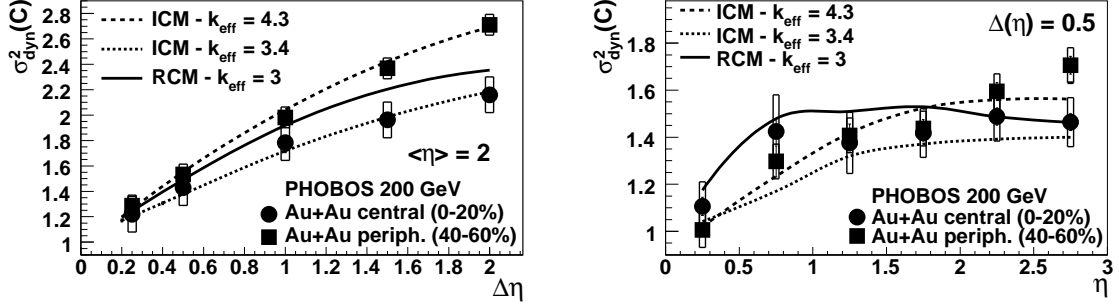 σ²dyn(C)
2.8
2.6
2.4
2.2
2
1.8
1.6
1.4
1.2
1
ICM - keff = 4.3
ICM - keff = 3.4
RCM - keff = 3
<η> = 2
PHOBOS 200 GeV
Au+Au central (0-20%)
Au+Au periph. (40-60%)
0 0.2 0.4 0.6 0.8 1 1.2 1.4 1.6 1.8 2
Δη
σ²dyn(C)
2
1.8
1.6
1.4
1.2
1
ICM - keff = 4.3
ICM - keff = 3.4
RCM - keff = 3
Δ(η) = 0.5
PHOBOS 200 GeV
Au+Au central (0-20%)
Au+Au periph. (40-60%)
0 0.5 1 1.5 2 2.5 3
η